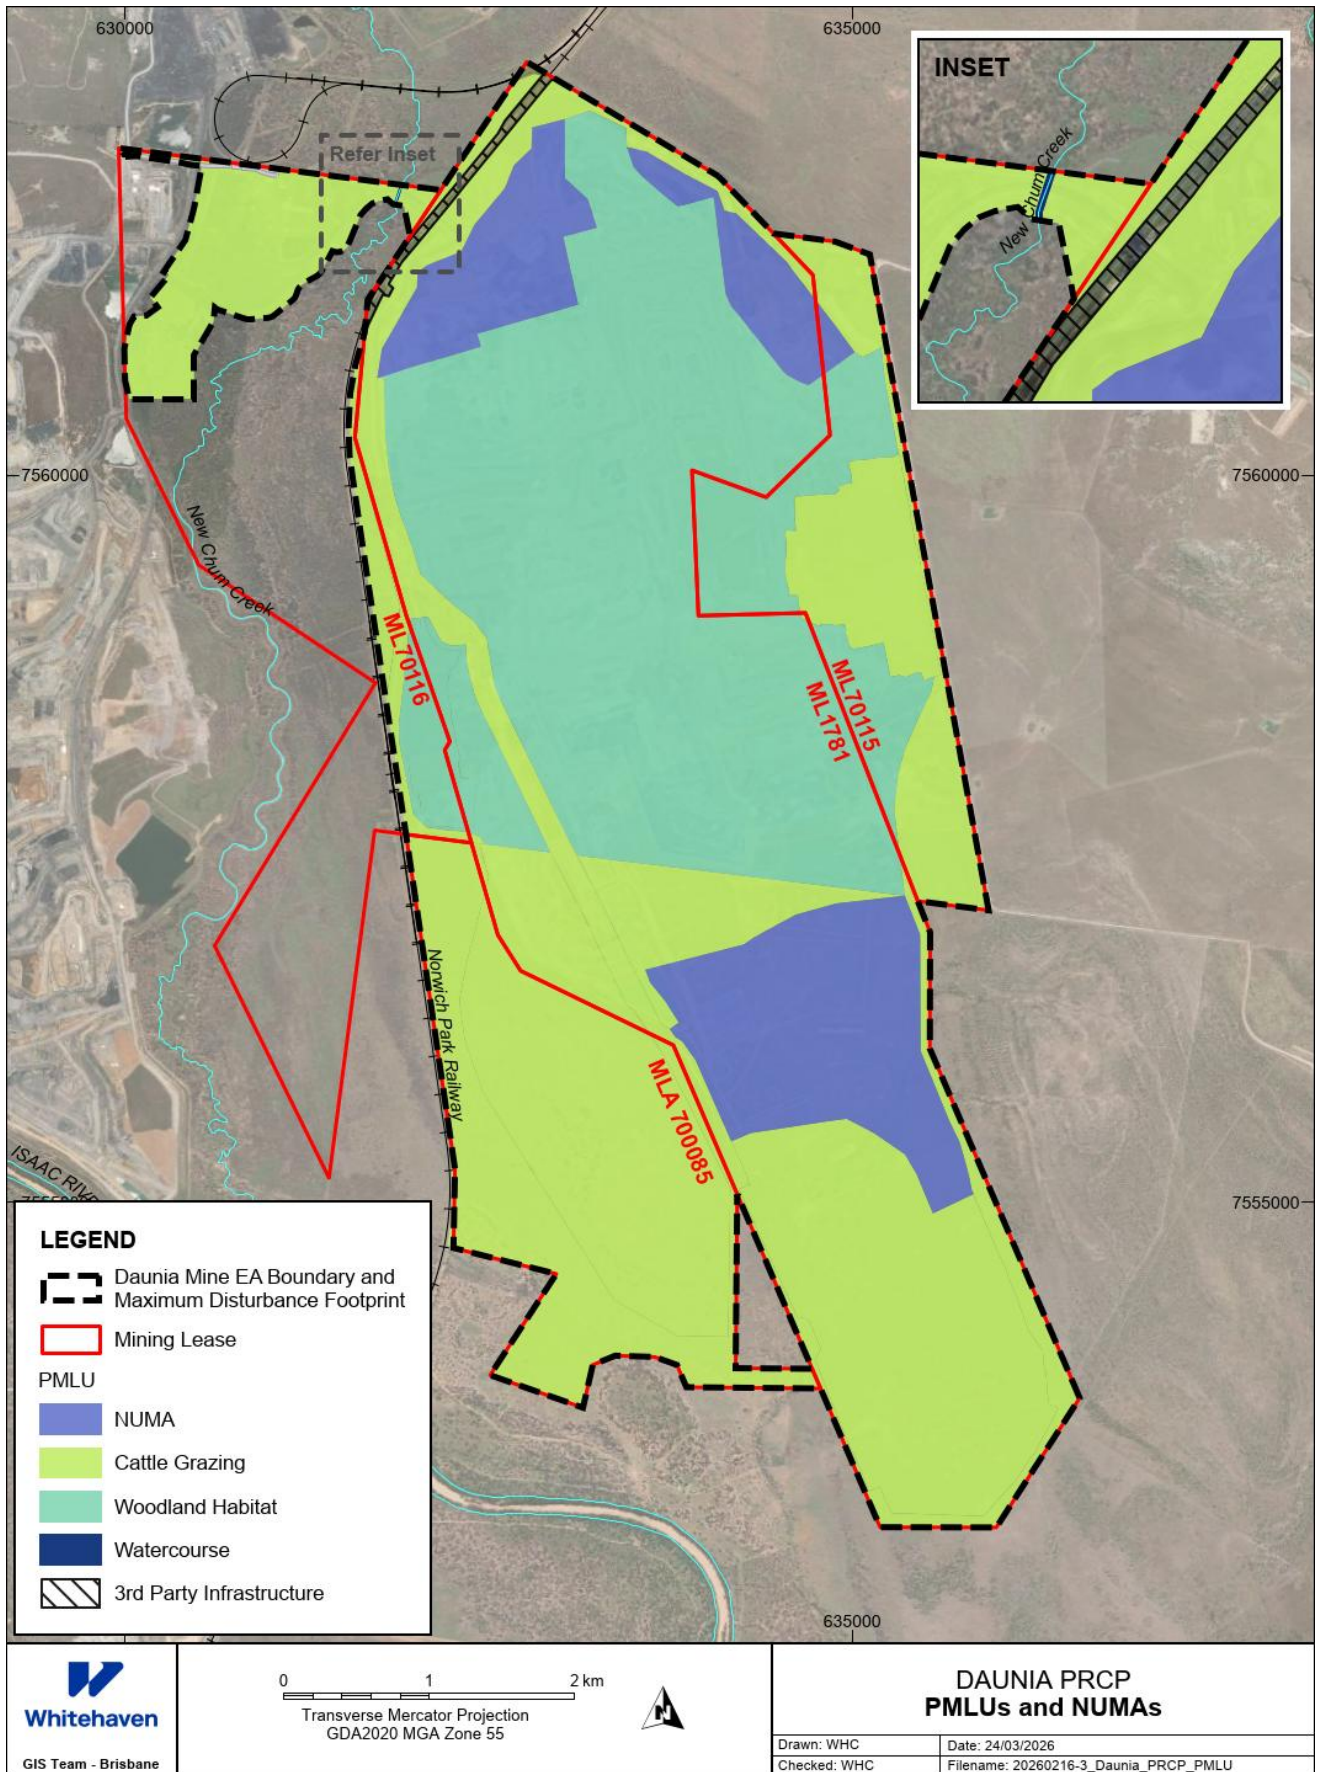 630000
635000
INSET
New Chum Creek
Refer Inset
7560000
7560000
New Chum Creek
ML70116
ML70115
ML1781
Norwich Park Railway
MLA 700085
ISAAC
7555000
LEGEND
Daunia Mine EA Boundary and
Maximum Disturbance Footprint
Mining Lease
PMLU
NUMA
Cattle Grazing
Woodland Habitat
Watercourse
3rd Party Infrastructure
635000
Whitehaven
GIS Team - Brisbane
0 1 2 km
Transverse Mercator Projection
GDA2020 MGA Zone 55
N
DAUNIA PRCP
PMLUs and NUMAs
Drawn: WHC
Date: 24/03/2026
Checked: WHC
Filename: 20260216-3_Daunia_PRCP_PMLU